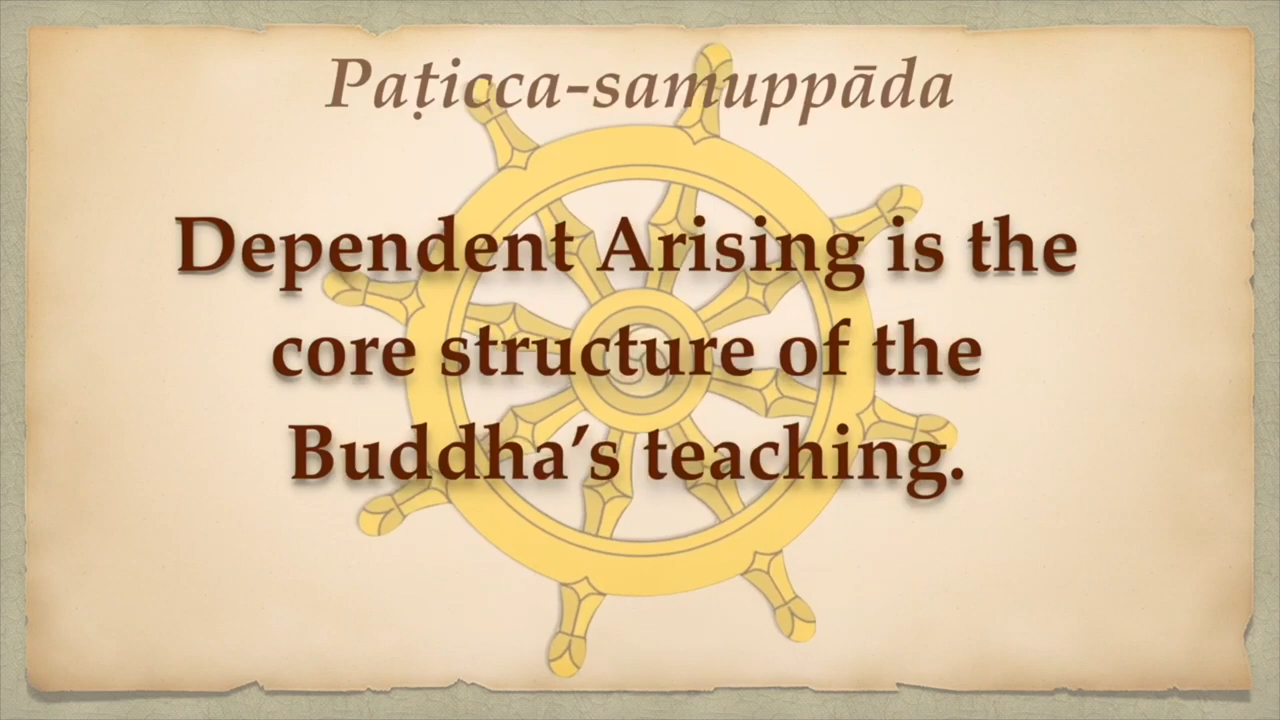 Paṭicca-samuppāda
Dependent Arising is the
core structure of the
Buddha’s teaching.